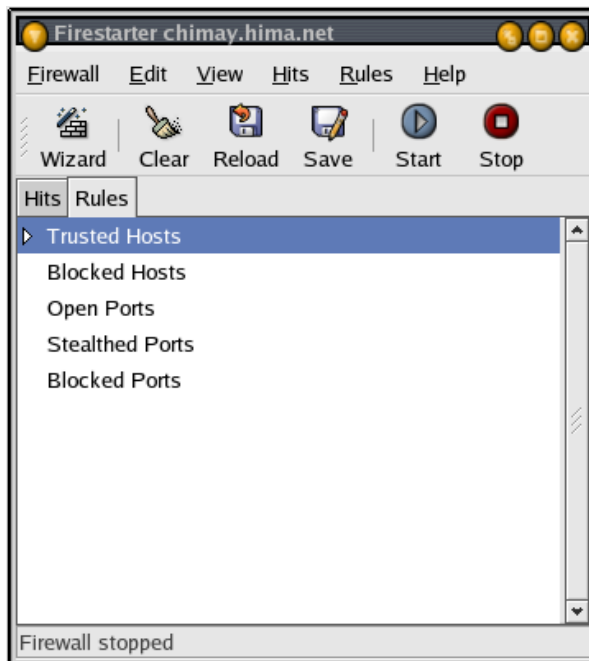 Firestarter chimay.hima.net
Firewall Edit View Hits Rules Help
Wizard Clear Reload Save Start Stop
Hits Rules
Trusted Hosts
Blocked Hosts
Open Ports
Stealthed Ports
Blocked Ports
Firewall stopped